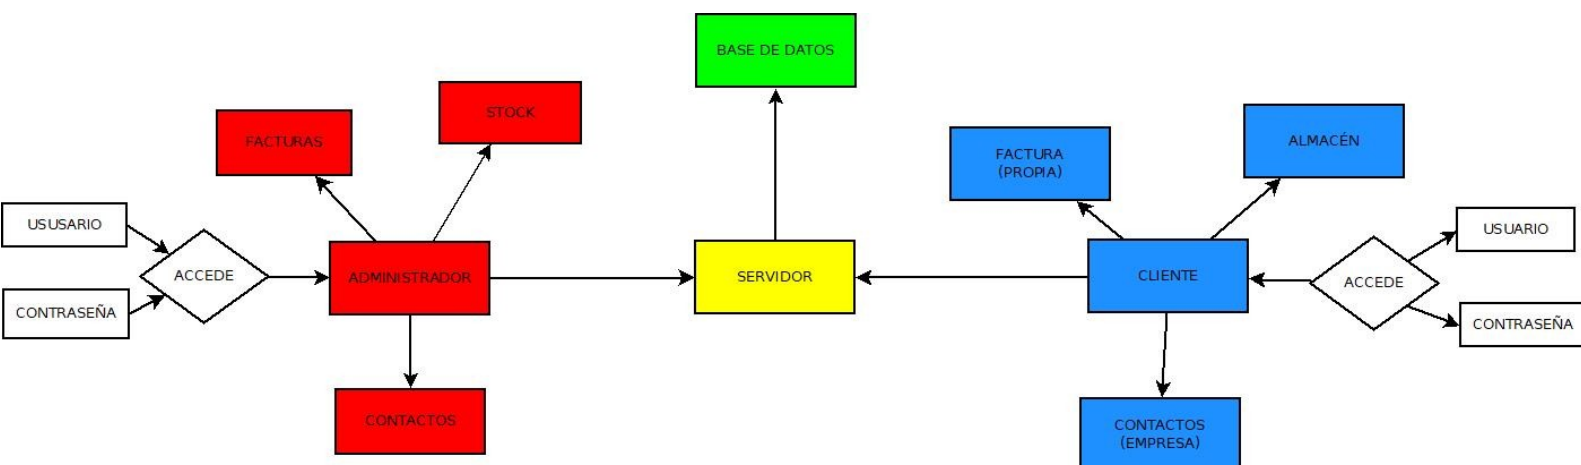 BASE DE DATOS
STOCK
FACTURAS
FACTURA
(PROPIA)
ALMACÉN
USUSARIO
ACCEDE
CONTRASEÑA
ADMINISTRADOR
SERVIDOR
CLIENTE
ACCEDE
USUARIO
CONTRASEÑA
CONTACTOS
CONTACTOS
(EMPRESA)